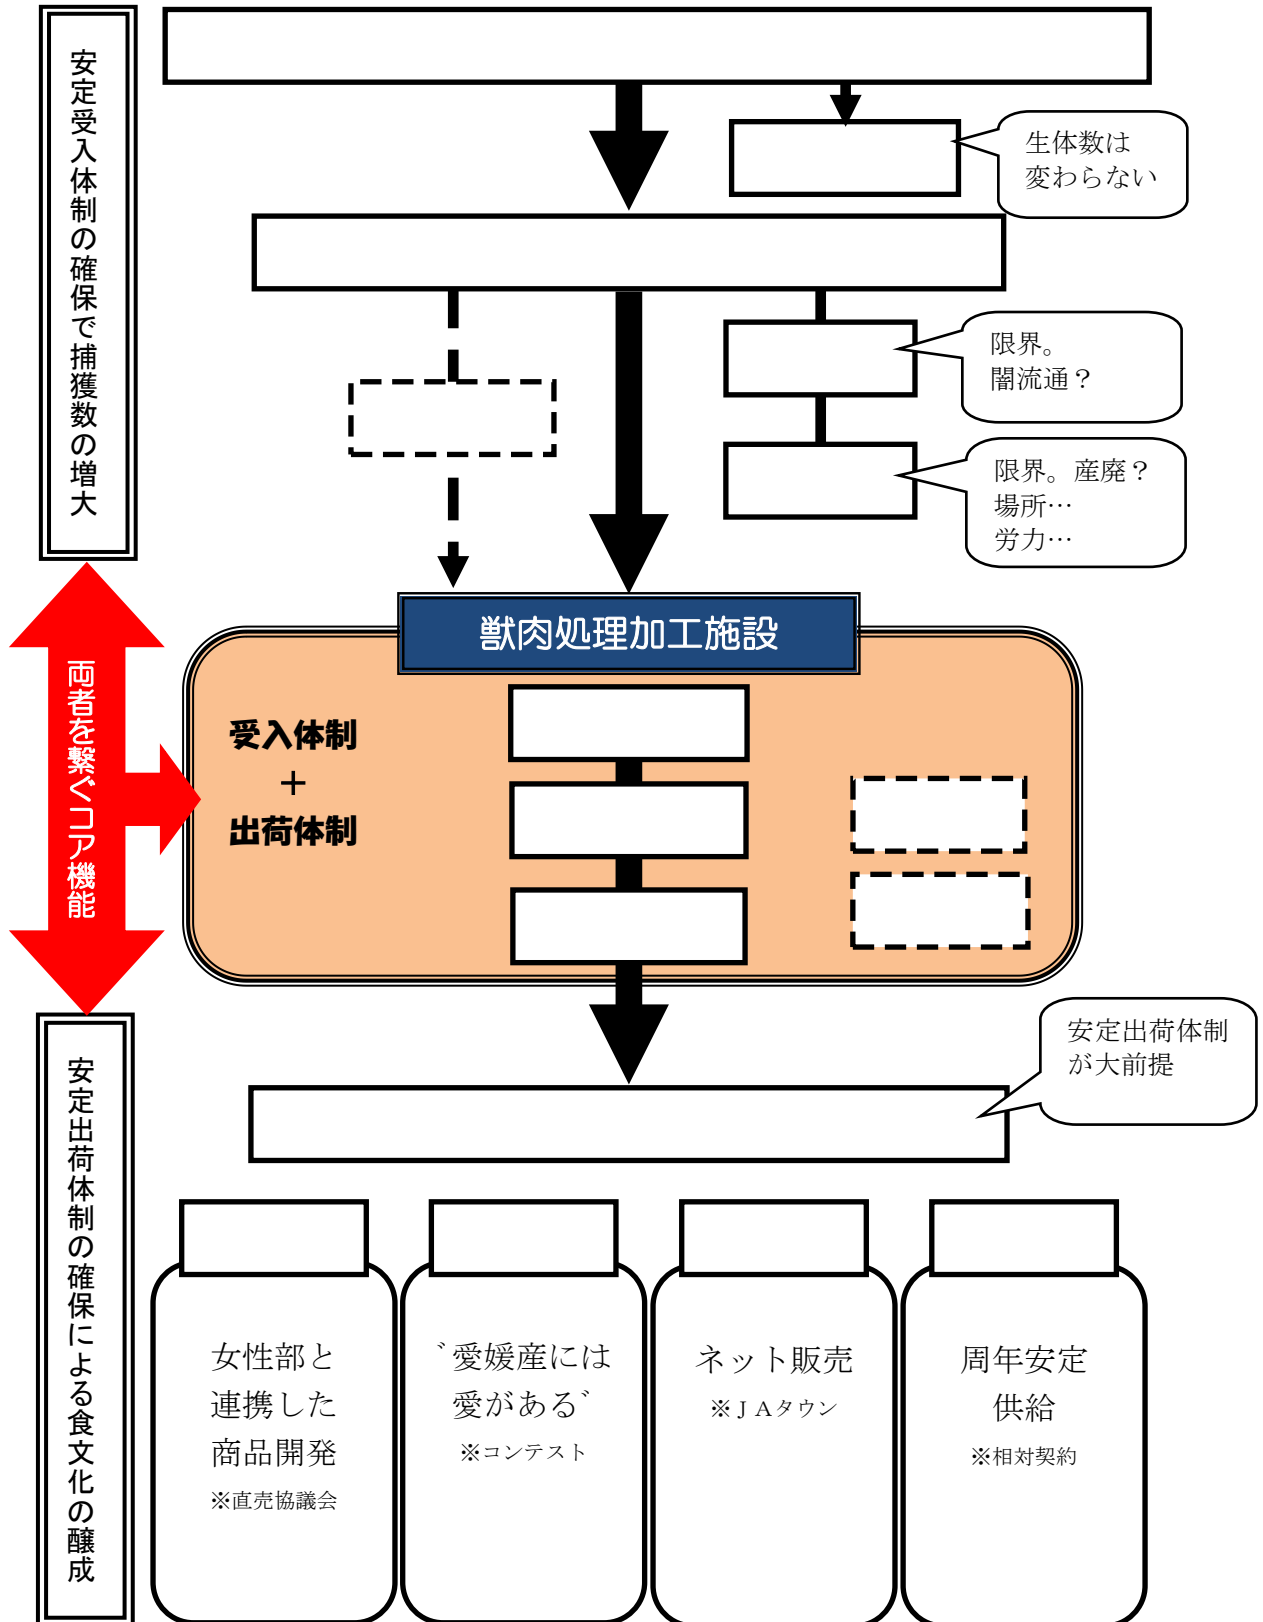 安定受入体制の確保で捕獲数の増大
生体数は
変わらない
限界。
闇流通？
限界。産廃？
場所…
労力…
獣肉処理加工施設
両者を繋ぐコア機能
受入体制
＋
出荷体制
安定出荷体制
が大前提
安定出荷体制の確保による食文化の醸成
女性部と
連携した
商品開発
※直売協議会
゛愛媛産には
愛がある゛
※コンテスト
ネット販売
※ＪＡタウン
周年安定
供給
※相対契約